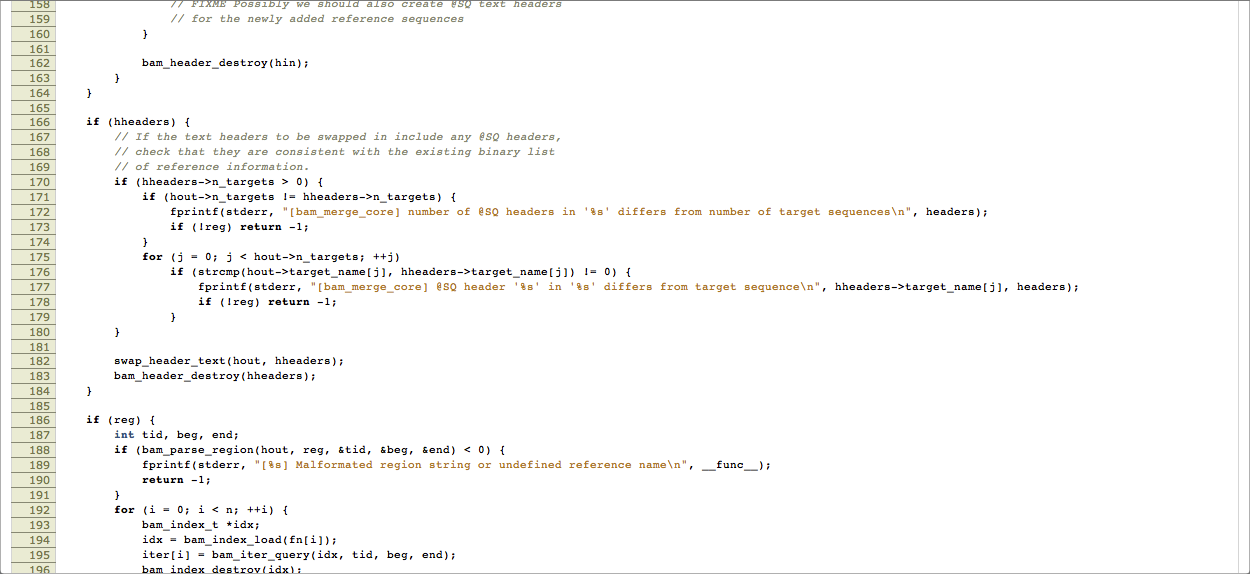 158                 // FIXME Possibly we should also create @SQ text headers
159                 // for the newly added reference sequences
160             }
161
162             bam_header_destroy(hin);
163         }
164     }
165
166     if (hheaders) {
167         // If the text headers to be swapped in include any @SQ headers,
168         // check that they are consistent with the existing binary list
169         // of reference information.
170         if (hheaders->n_targets > 0) {
171             if (hout->n_targets != hheaders->n_targets) {
172                 fprintf(stderr, "[bam_merge_core] number of @SQ headers in '%s' differs from number of target sequences\n", headers);
173                 if (!reg) return -1;
174             }
175             for (j = 0; j < hout->n_targets; ++j)
176                 if (strcmp(hout->target_name[j], hheaders->target_name[j]) != 0) {
177                     fprintf(stderr, "[bam_merge_core] @SQ header '%s' in '%s' differs from target sequence\n", hheaders->target_name[j], headers);
178                     if (!reg) return -1;
179                 }
180         }
181
182         swap_header_text(hout, hheaders);
183         bam_header_destroy(hheaders);
184     }
185
186     if (reg) {
187         int tid, beg, end;
188         if (bam_parse_region(hout, reg, &tid, &beg, &end) < 0) {
189             fprintf(stderr, "[%s] Malformated region string or undefined reference name\n", __func__);
190             return -1;
191         }
192         for (i = 0; i < n; ++i) {
193             bam_index_t *idx;
194             idx = bam_index_load(fn[i]);
195             iter[i] = bam_iter_query(idx, tid, beg, end);
196             bam_index_destroy(idx);